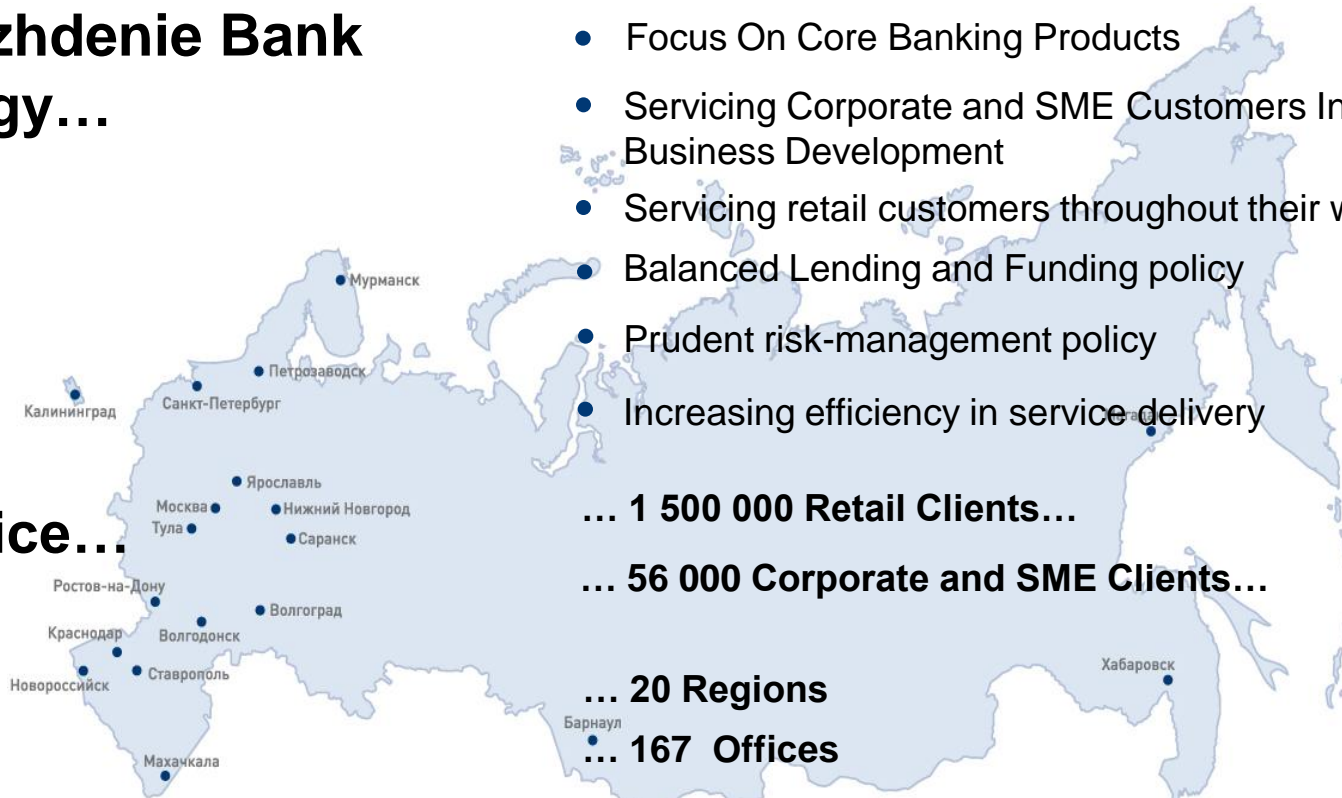 zhdenie Bank
gy…
• Focus On Core Banking Products
• Servicing Corporate and SME Customers In
Business Development
• Servicing retail customers throughout their
• Balanced Lending and Funding policy
• Prudent risk-management policy
• Increasing efficiency in service delivery
Мурманск
Петрозаводск
Санкт-Петербург
Калининград
Ярославль
Москва
Нижний Новгород
Тула
Саранск
ice…
… 1 500 000 Retail Clients…
… 56 000 Corporate and SME Clients…
Ростов-на-Дону
Волгоград
Краснодар
Волгодонск
Ставрополь
Новороссийск
Хабаровск
… 20 Regions
Барнаул
… 167 Offices
Махачкала